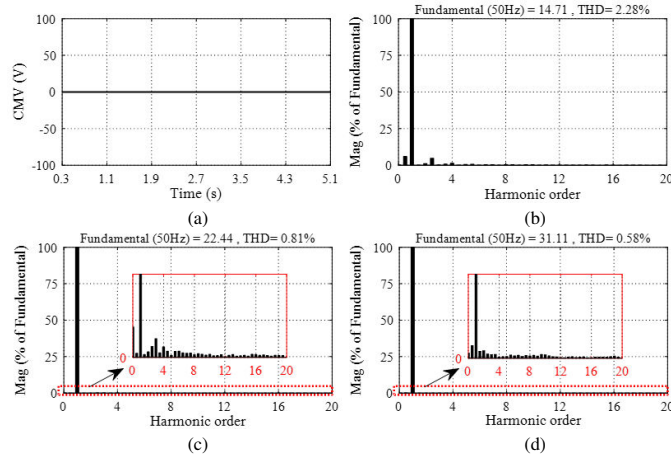 100
50
0
-50
-100
CMV (V)
0.3 1.1 1.9 2.7 3.5 4.3 5.1
Time (s)
(a)
Fundamental (50Hz) = 14.71 , THD= 2.28%
100
75
50
25
0
Mag (% of Fundamental)
0 4 8 12 16 20
Harmonic order
(b)
Fundamental (50Hz) = 22.44 , THD= 0.81%
100
75
50
25
0
Mag (% of Fundamental)
0
0 4 8 12 16 20
0 4 8 12 16 20
Harmonic order
(c)
Fundamental (50Hz) = 31.11 , THD= 0.58%
100
75
50
25
0
Mag (% of Fundamental)
0
0 4 8 12 16 20
0 4 8 12 16 20
Harmonic order
(d)